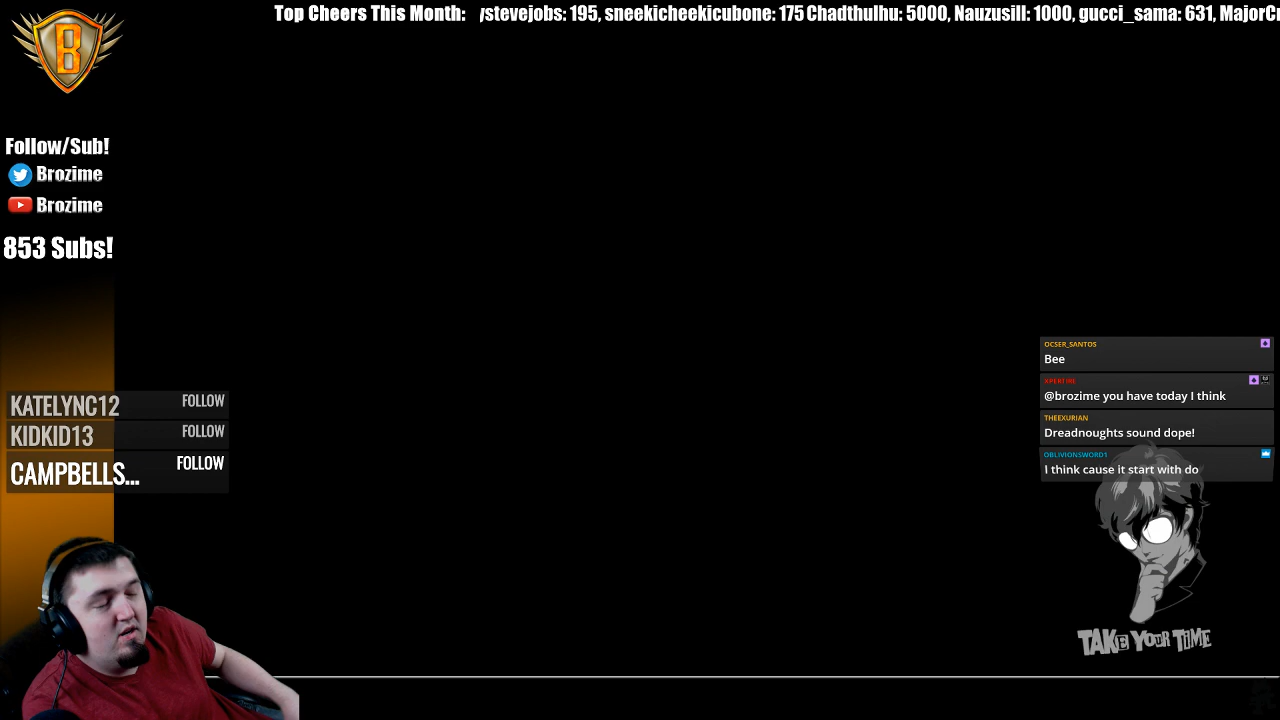 Top Cheers This Month: /stevejobs: 195, sneekicheekicubone: 175 Chadthulhu: 5000, Nauzusill: 1000, gucci_sama: 631,
B
Follow/Sub!
Brozime
Brozime
853 Subs!
KATELYNC12 FOLLOW
KIDKID13 FOLLOW
CAMPBELLS... FOLLOW
OCSER_SANTOS
Bee
@brozime you have today I think
THEEXURIAN
Dreadnoughts sound dope!
OBLIVIONSWORD1
I think cause it start with do
TAKE YOUR TIME